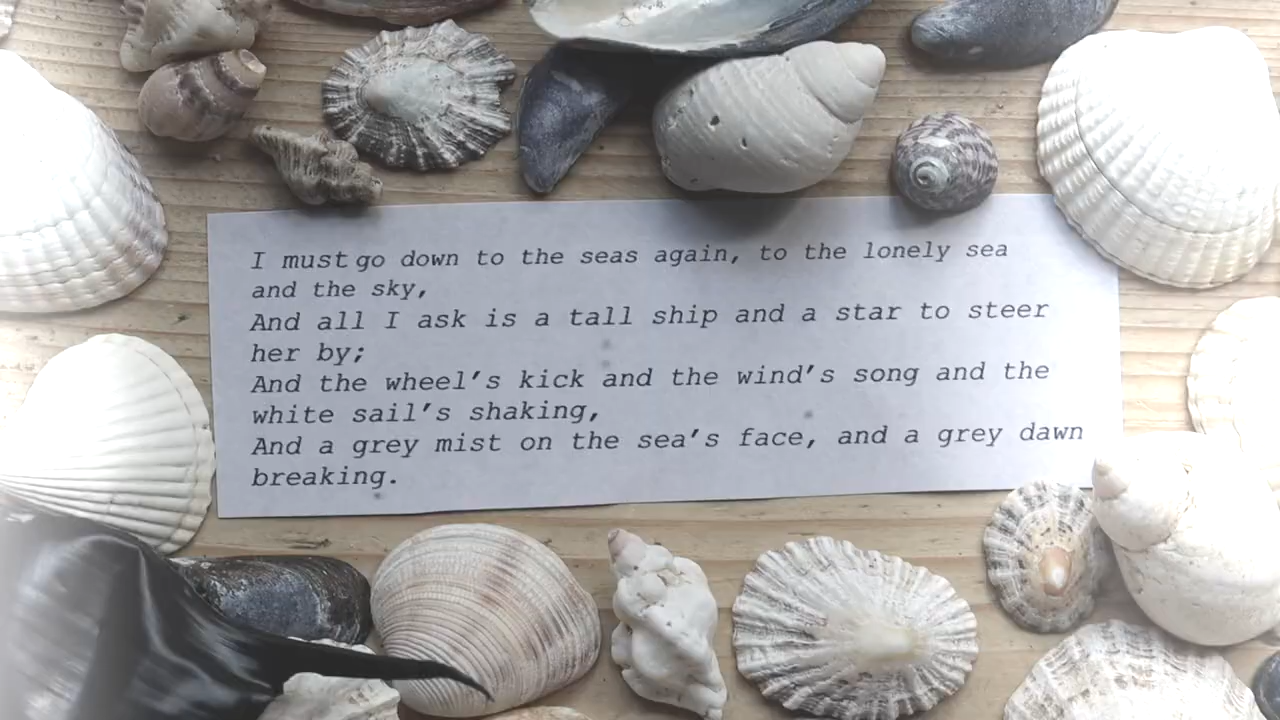 I must go down to the seas again, to the lonely sea
and the sky,
And all I ask is a tall ship and a star to steer
her by;
And the wheel’s kick and the wind’s song and the
white sail’s shaking,
And a grey mist on the sea’s face, and a grey dawn
breaking.